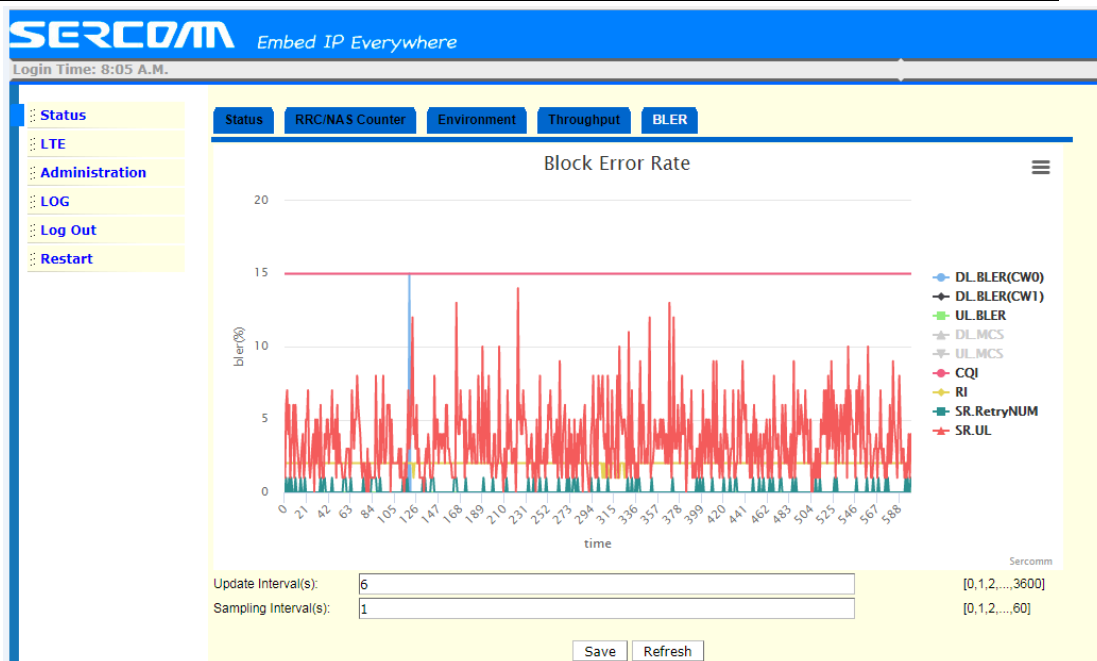 SERCOMM Embed IP Everywhere
Login Time: 8:05 A.M.
Status
LTE
Administration
LOG
Log Out
Restart
Status RRC/NAS Counter Environment Throughput BLER
Block Error Rate
20
15
10
5
0
bler(%)
0 21 42 63 84 105 126 147 168 189 210 231 252 273 294 315 336 357 378 399 420 441 462 483 504 525 546 567 588
time
DL.BLER(CW0)
DL.BLER(CW1)
UL.BLER
DL.MCS
UL.MCS
CQI
RI
SR.RetryNUM
SR.UL
Sercomm
Update Interval(s): 6 [0,1,2,...,3600]
Sampling Interval(s): 1 [0,1,2,...,60]
Save Refresh